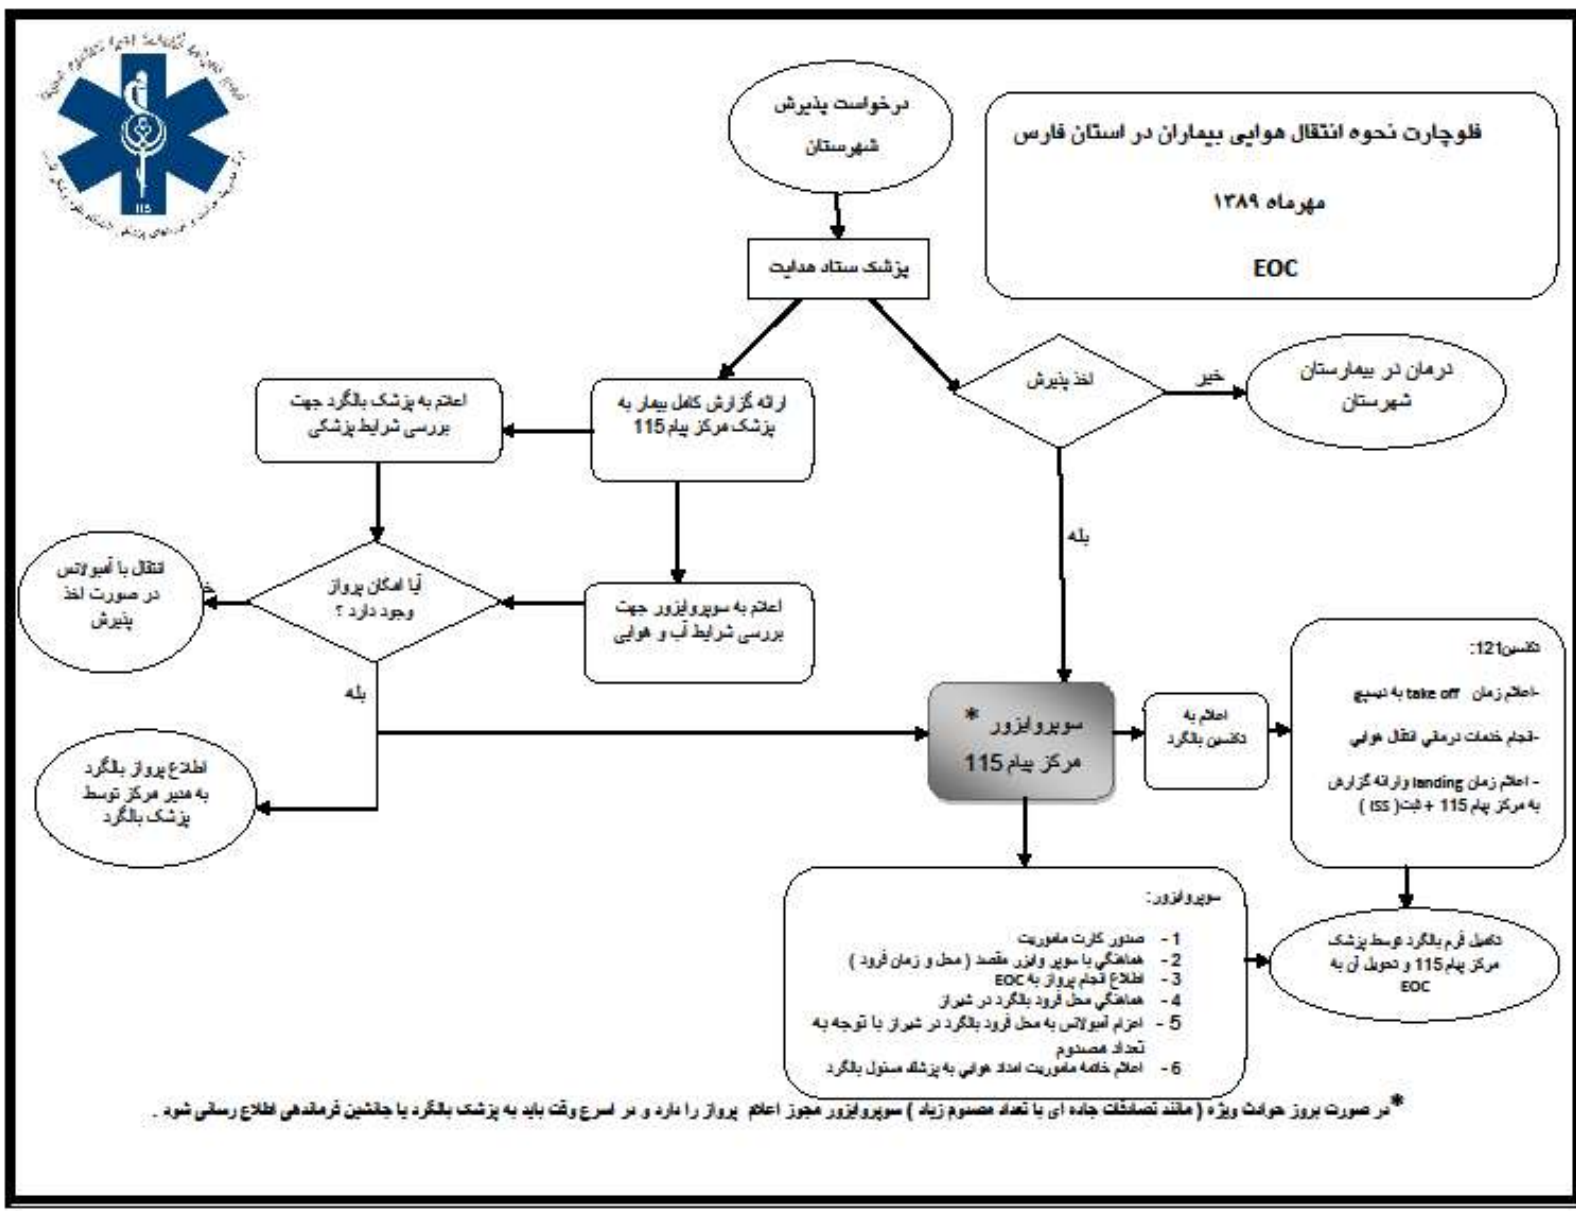 فلوچارت نحوه انتقال هوایی بیماران در استان فارس
مهرماه ۱۳۸۹
EOC
درخواست پذیرش
شهرستان
پزشک ستاد هدایت
اخذ پذیرش
خیر
درمان در بیمارستان
شهرستان
بله
ارائه گزارش کامل بیمار به
پزشک مرکز پیام 115
اعلام به پزشک بالگرد جهت
بررسی شرایط پزشکی
اعلام به سوپروایزور جهت
بررسی شرایط آب و هوایی
آیا امکان پرواز
وجود دارد ؟
انتقال با آمبولانس
در صورت اخذ
پذیرش
بله
اطلاع پرواز بالگرد
به مدیر مرکز توسط
پزشک بالگرد
سوپروایزور *
مرکز پیام 115
اعلام به
تکنسین بالگرد
تکنسین121:
-اعلام زمان take off به دیسپچ
-انجام خدمات درماني انتقال هوايي
- اعلام زمان landing وارائه گزارش
به مرکز پیام 115 + ثبت( ISS )
سوپروایزور:
1 - صدور کارت ماموریت
2 - هماهنگي با سوپر وایزر مقصد ( محل و زمان فرود )
3 - اطلاع انجام پرواز به EOC
4 - هماهنگي محل فرود بالگرد در شیراز
5 - اعزام آمبولانس به محل فرود بالگرد در شیراز با توجه به
تعداد مصدوم
6 - اعلام خاتمه ماموریت امداد هوایي به پزشك مسئول بالگرد
تکمیل فرم بالگرد توسط پزشک
مرکز پیام 115 و تحویل آن به
EOC
*در صورت بروز حوادث ویژه ( مانند تصادفات جاده ای با تعداد مصدوم زیاد ) سوپروایزور مجوز اعلام پرواز را دارد و در اسرع وقت باید به پزشک بالگرد یا جانشین فرماندهی اطلاع رسانی شود .
115